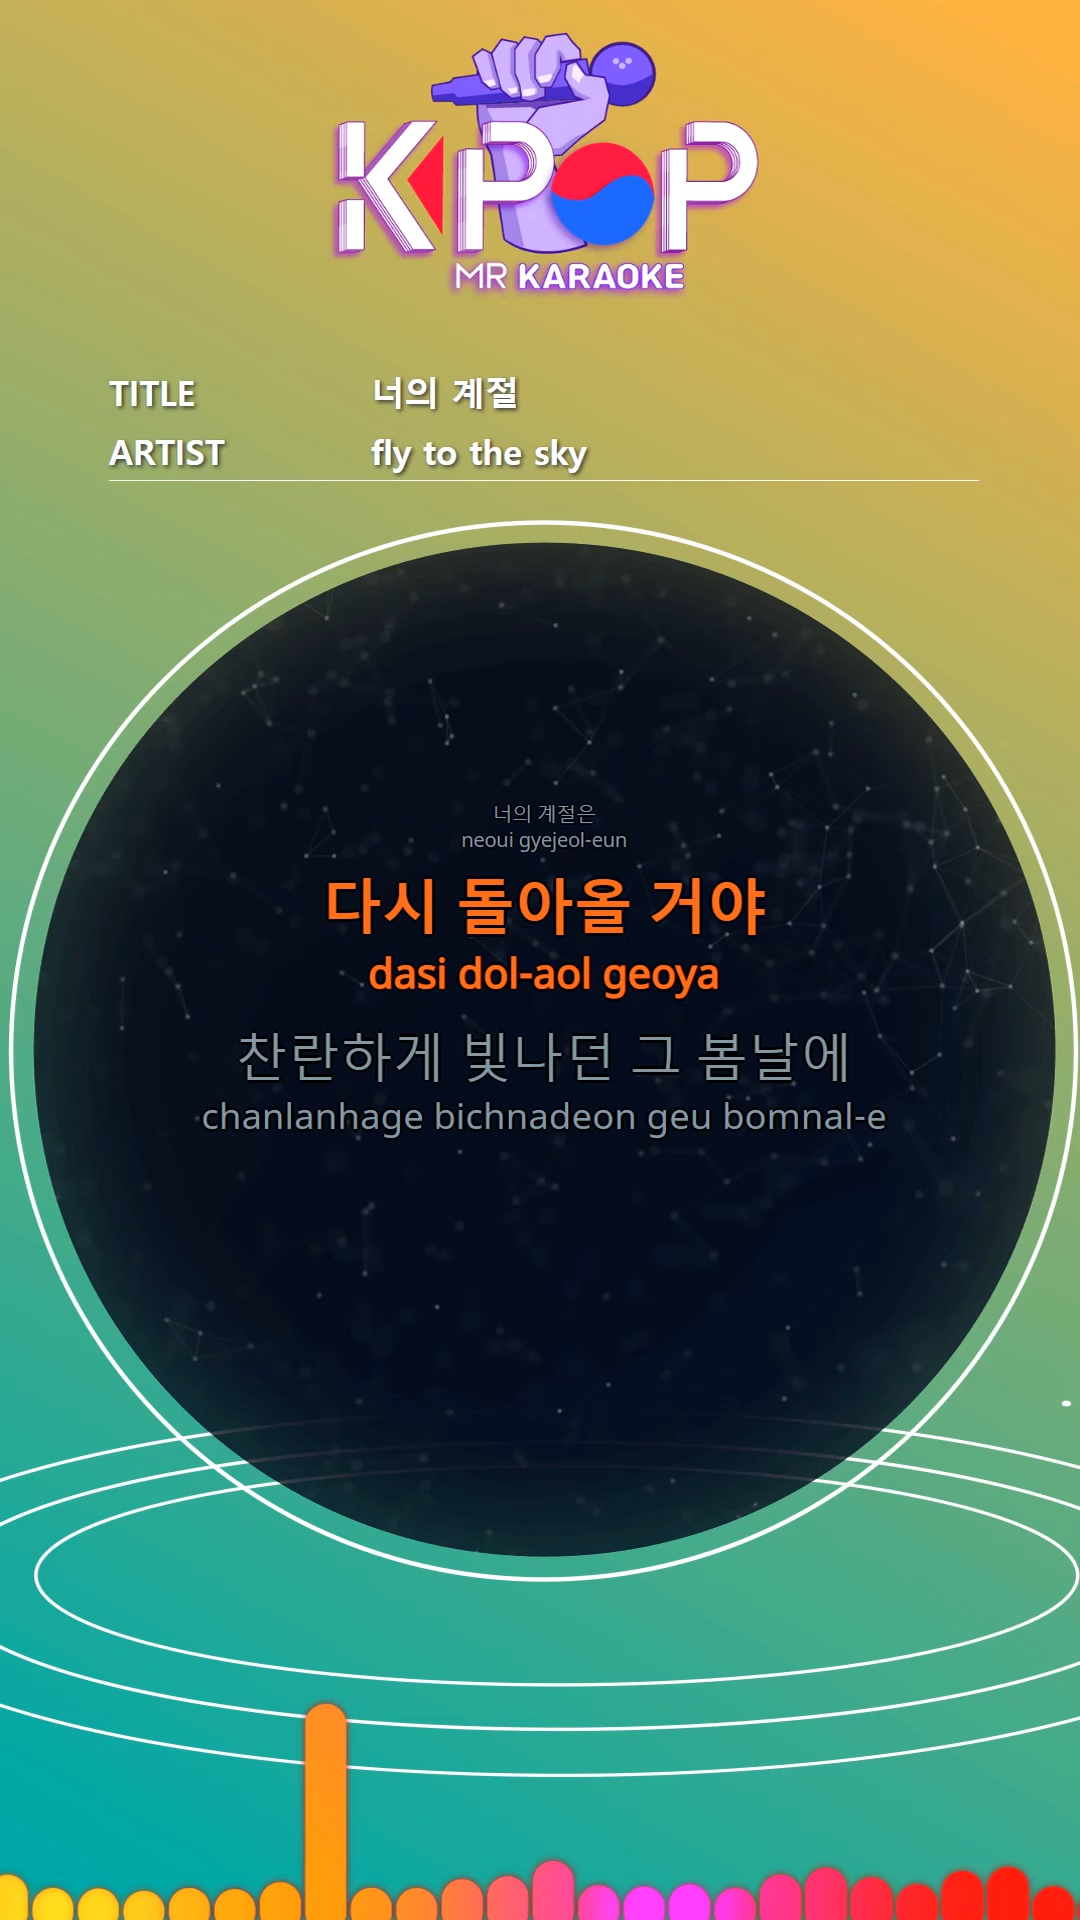 KPOP
MR KARAOKE
TITLE 너의 계절
ARTIST fly to the sky
너의 계절은
neoui gyejeol-eun
다시 돌아올 거야
dasi dol-aol geoya
찬란하게 빛나던 그 봄날에
chanlanhage bichnadeon geu bomnal-e